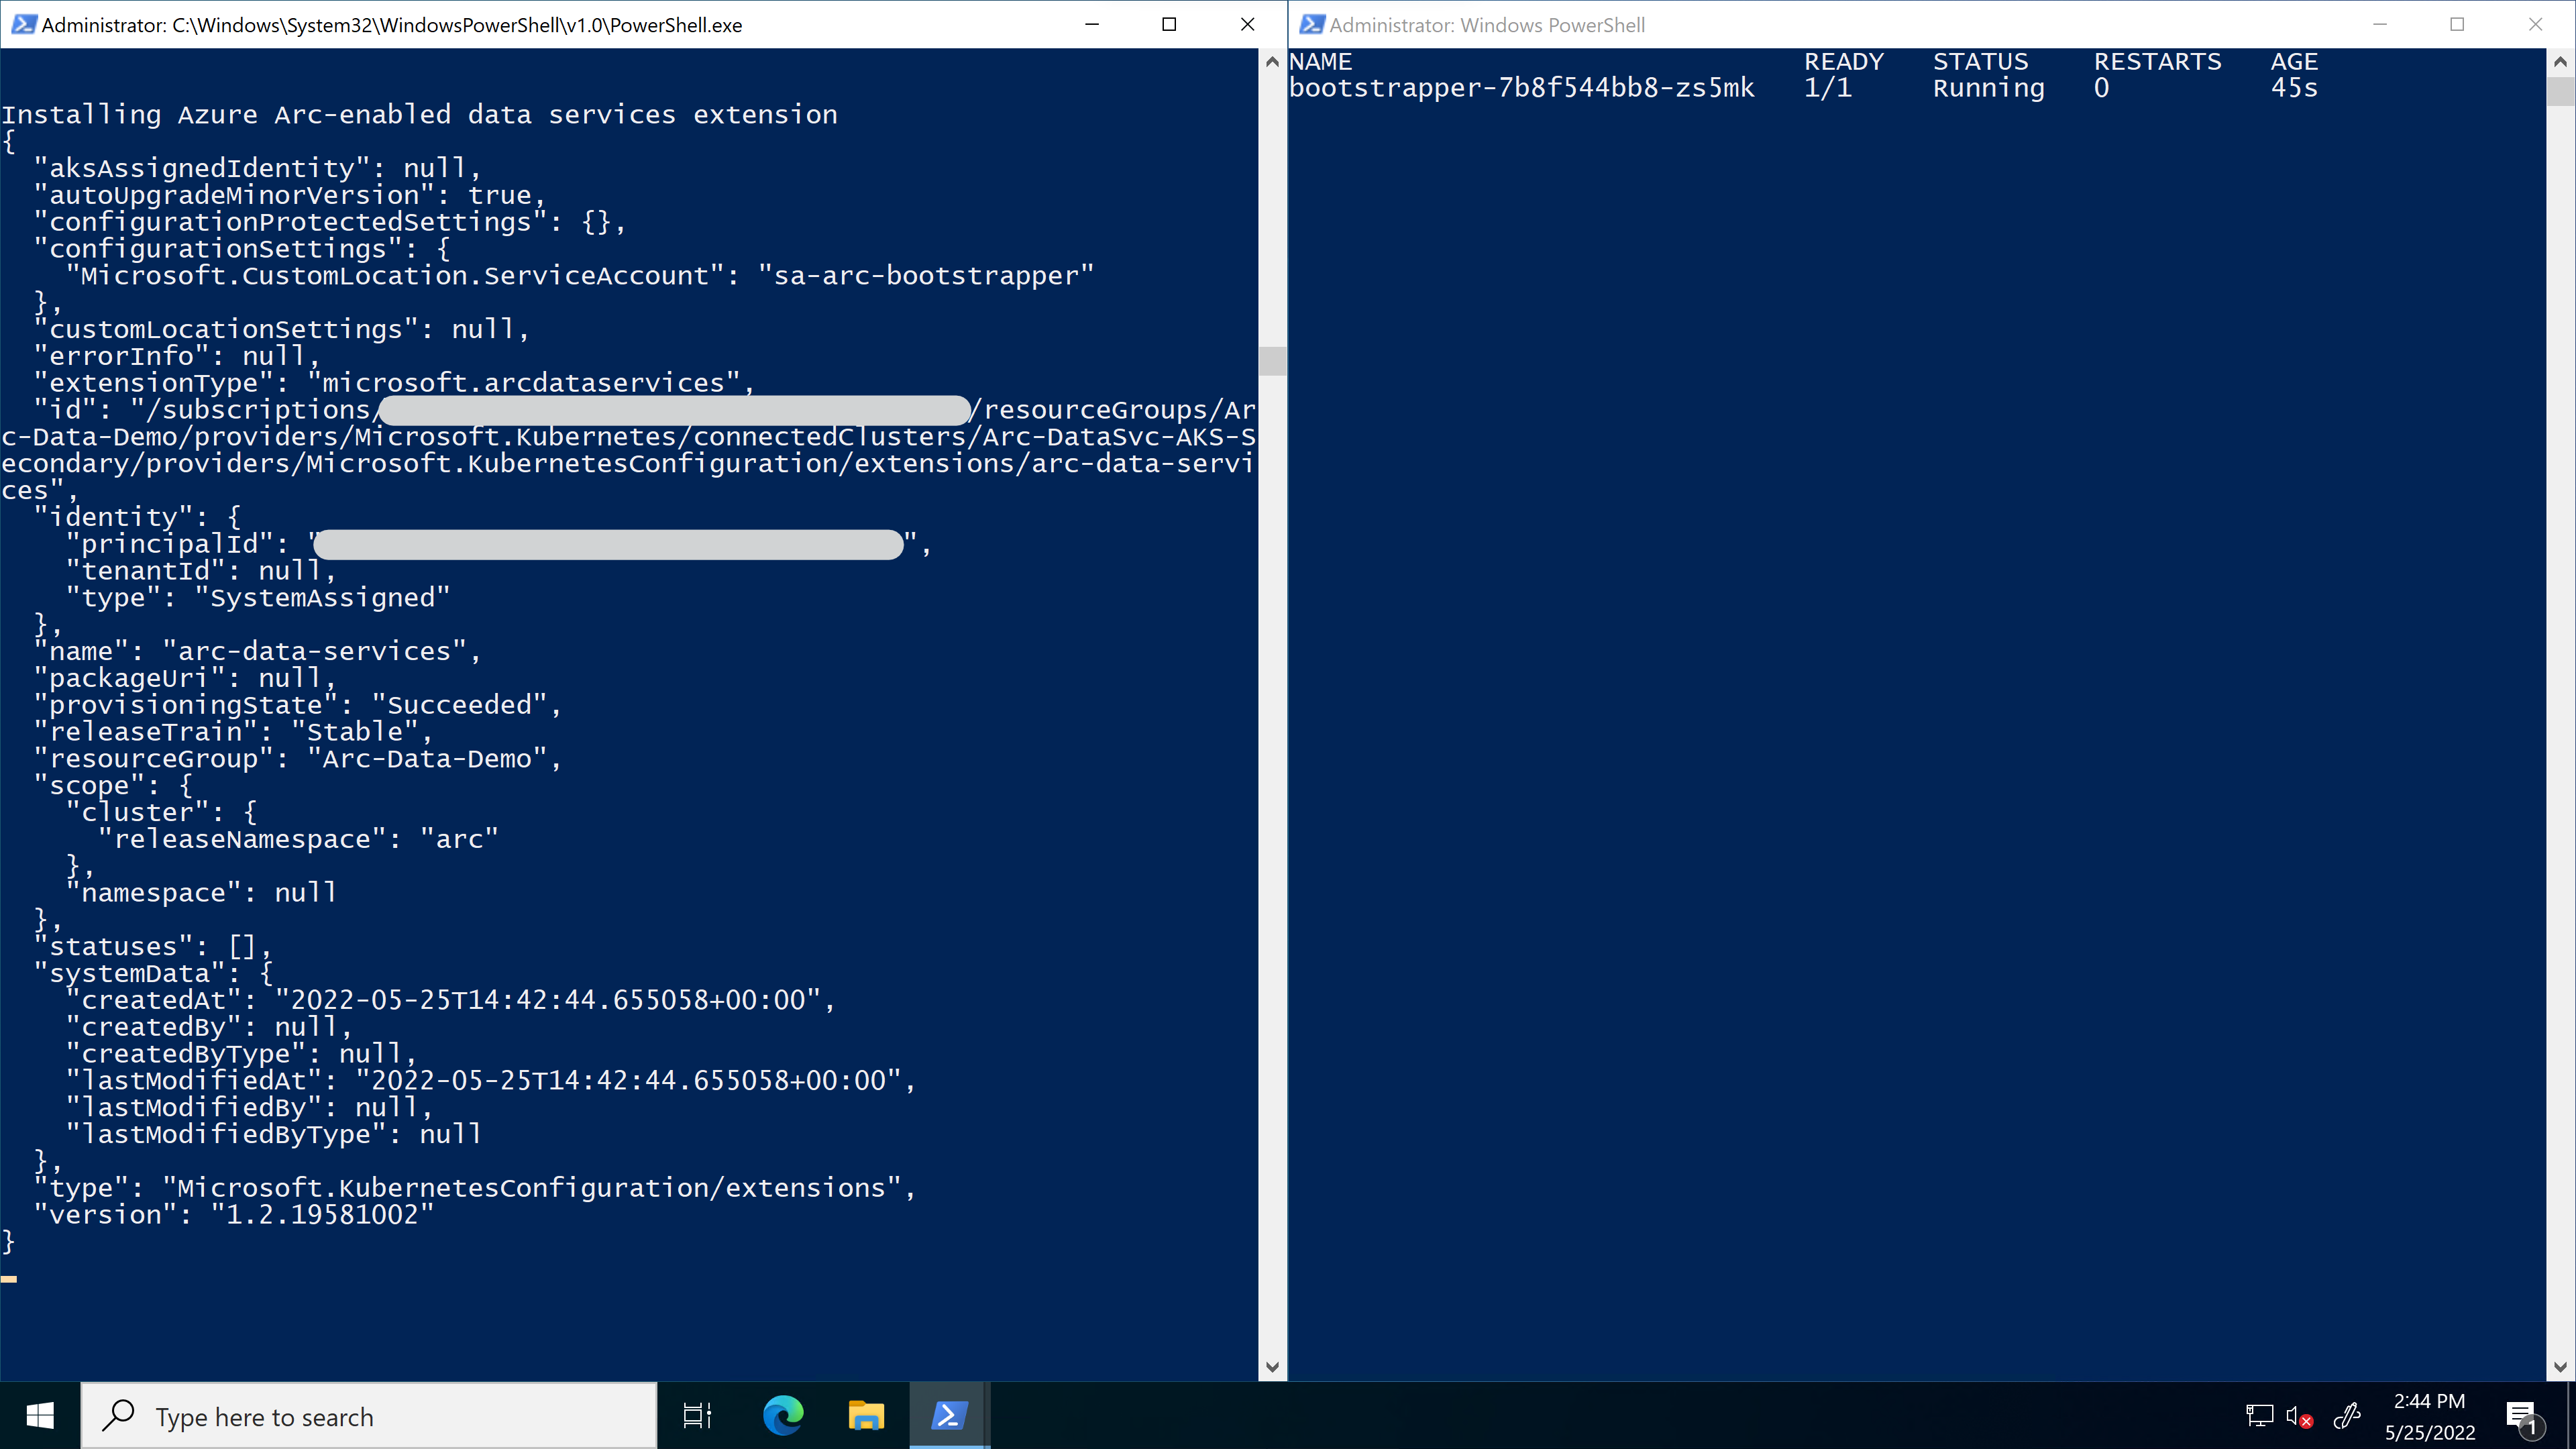 Administrator: C:\Windows\System32\WindowsPowerShell\v1.0\PowerShell.exe
Installing Azure Arc-enabled data services extension
{
  "aksAssignedIdentity": null,
  "autoUpgradeMinorVersion": true,
  "configurationProtectedSettings": {},
  "configurationSettings": {
    "Microsoft.CustomLocation.ServiceAccount": "sa-arc-bootstrapper"
  },
  "customLocationSettings": null,
  "errorInfo": null,
  "extensionType": "microsoft.arcdataservices",
  "id": "/subscriptions/ /resourceGroups/Ar
c-Data-Demo/providers/Microsoft.Kubernetes/connectedClusters/Arc-DataSvc-AKS-S
econdary/providers/Microsoft.KubernetesConfiguration/extensions/arc-data-servi
ces",
  "identity": {
    "principalId": " ",
    "tenantId": null,
    "type": "SystemAssigned"
  },
  "name": "arc-data-services",
  "packageUri": null,
  "provisioningState": "Succeeded",
  "releaseTrain": "Stable",
  "resourceGroup": "Arc-Data-Demo",
  "scope": {
    "cluster": {
      "releaseNamespace": "arc"
    },
    "namespace": null
  },
  "statuses": [],
  "systemData": {
    "createdAt": "2022-05-25T14:42:44.655058+00:00",
    "createdBy": null,
    "createdByType": null,
    "lastModifiedAt": "2022-05-25T14:42:44.655058+00:00",
    "lastModifiedBy": null,
    "lastModifiedByType": null
  },
  "type": "Microsoft.KubernetesConfiguration/extensions",
  "version": "1.2.19581002"
}
Administrator: Windows PowerShell
NAME READY STATUS RESTARTS AGE
bootstrapper-7b8f544bb8-zs5mk 1/1 Running 0 45s
Type here to search
2:44 PM
5/25/2022
1